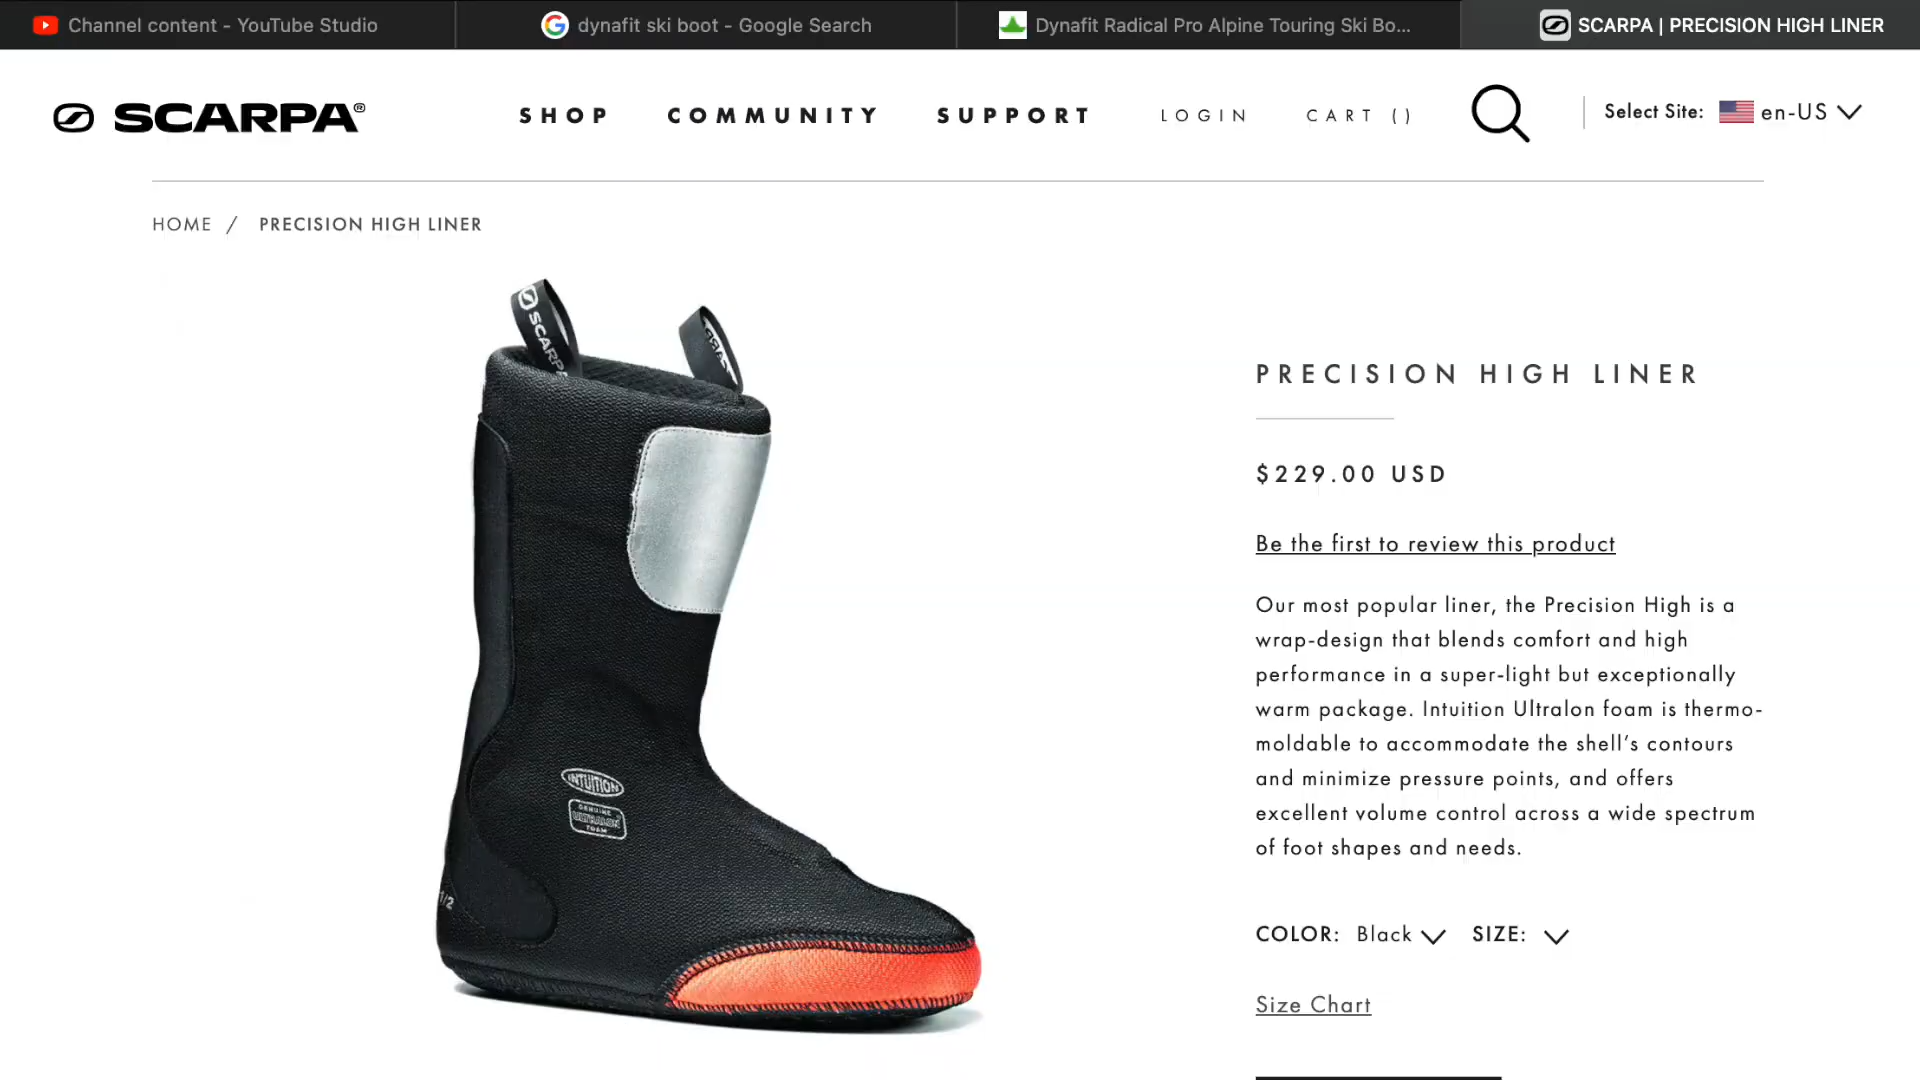 Channel content - YouTube Studio
dynafit ski boot - Google Search
Dynafit Radical Pro Alpine Touring Ski Bo...
SCARPA | PRECISION HIGH LINER
SCARPA®
SHOP
COMMUNITY
SUPPORT
LOGIN
CART ()
Select Site:
en-US
HOME / PRECISION HIGH LINER
SCARPA
PRECISION HIGH LINER
$229.00 USD
Be the first to review this product
Our most popular liner, the Precision High is a
wrap-design that blends comfort and high
performance in a super-light but exceptionally
warm package. Intuition Ultralon foam is thermo-
moldable to accommodate the shell’s contours
and minimize pressure points, and offers
excellent volume control across a wide spectrum
of foot shapes and needs.
INTUITION
GENUINE
ULTRALON
FOAM
1/2
COLOR: Black SIZE:
Size Chart